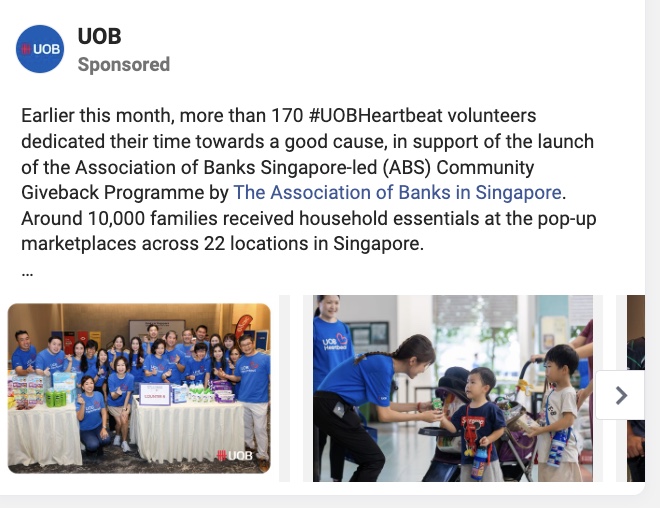 UOB
UOB
Sponsored
Earlier this month, more than 170 #UOBHeartbeat volunteers
dedicated their time towards a good cause, in support of the launch
of the Association of Banks Singapore-led (ABS) Community
Giveback Programme by The Association of Banks in Singapore.
Around 10,000 families received household essentials at the pop-up
marketplaces across 22 locations in Singapore.
...
UOB
UOB
Heartbeat